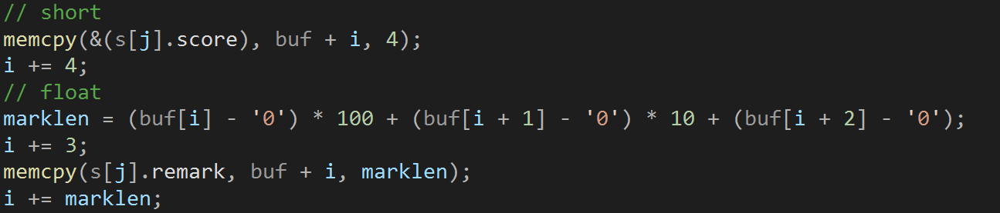 // short
memcpy(&(s[j].score), buf + i, 4);
i += 4;
// float
marklen = (buf[i] - '0') * 100 + (buf[i + 1] - '0') * 10 + (buf[i + 2] - '0');
i += 3;
memcpy(s[j].remark, buf + i, marklen);
i += marklen;